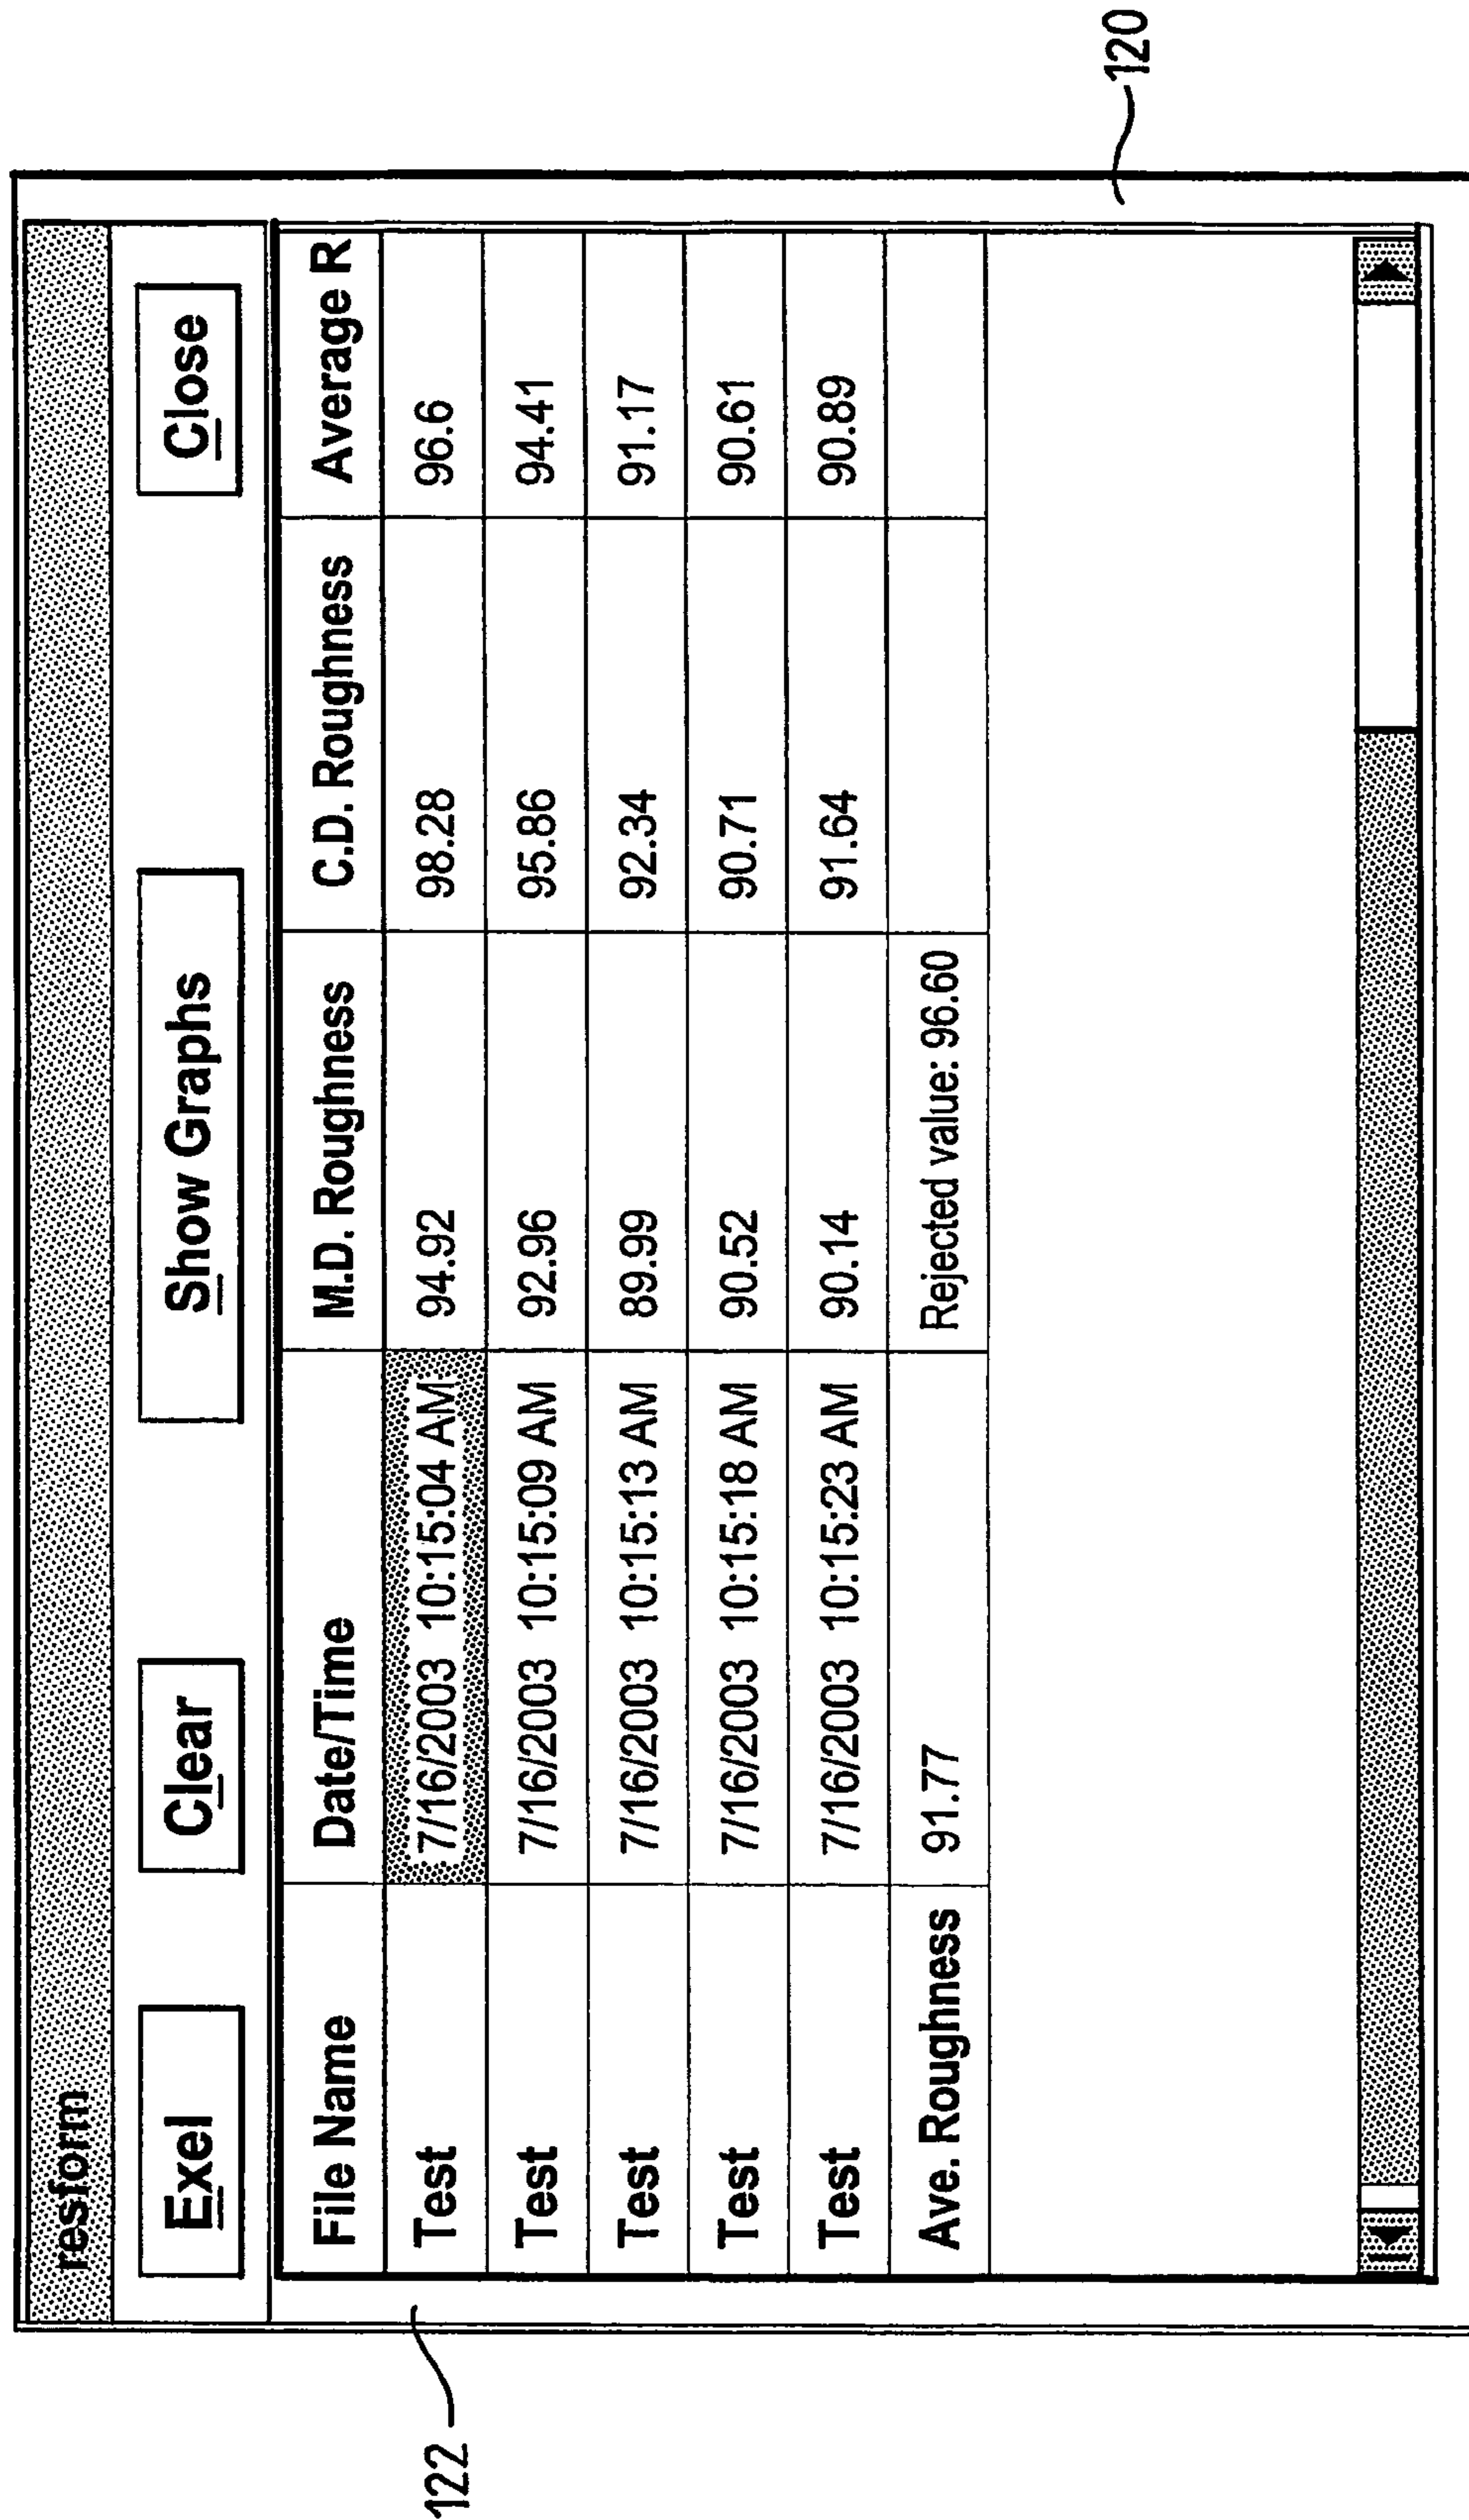 resform
Exel Clear Show Graphs Close
File Name Date/Time M.D. Roughness C.D. Roughness Average R
Test 7/16/2003 10:15:04 AM 94.92 98.28 96.6
Test 7/16/2003 10:15:09 AM 92.96 95.86 94.41
Test 7/16/2003 10:15:13 AM 89.99 92.34 91.17
Test 7/16/2003 10:15:18 AM 90.52 90.71 90.61
Test 7/16/2003 10:15:23 AM 90.14 91.64 90.89
Ave. Roughness 91.77 Rejected value: 96.60
122
120